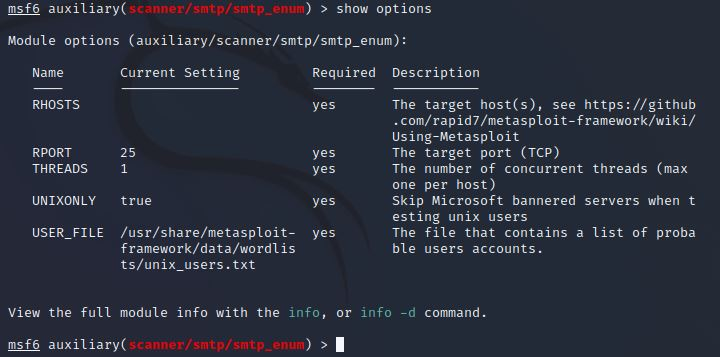 msf6 auxiliary(scanner/smtp/smtp_enum) > show options
Module options (auxiliary/scanner/smtp/smtp_enum):
Name Current Setting Required Description
RHOSTS yes The target host(s), see https://github
.com/rapid7/metasploit-framework/wiki/
Using-Metasploit
RPORT 25 yes The target port (TCP)
THREADS 1 yes The number of concurrent threads (max
one per host)
UNIXONLY true yes Skip Microsoft bannered servers when t
esting unix users
USER_FILE /usr/share/metasploit- yes The file that contains a list of proba
framework/data/wordlis ble users accounts.
ts/unix_users.txt
View the full module info with the info, or info -d command.
msf6 auxiliary(scanner/smtp/smtp_enum) >